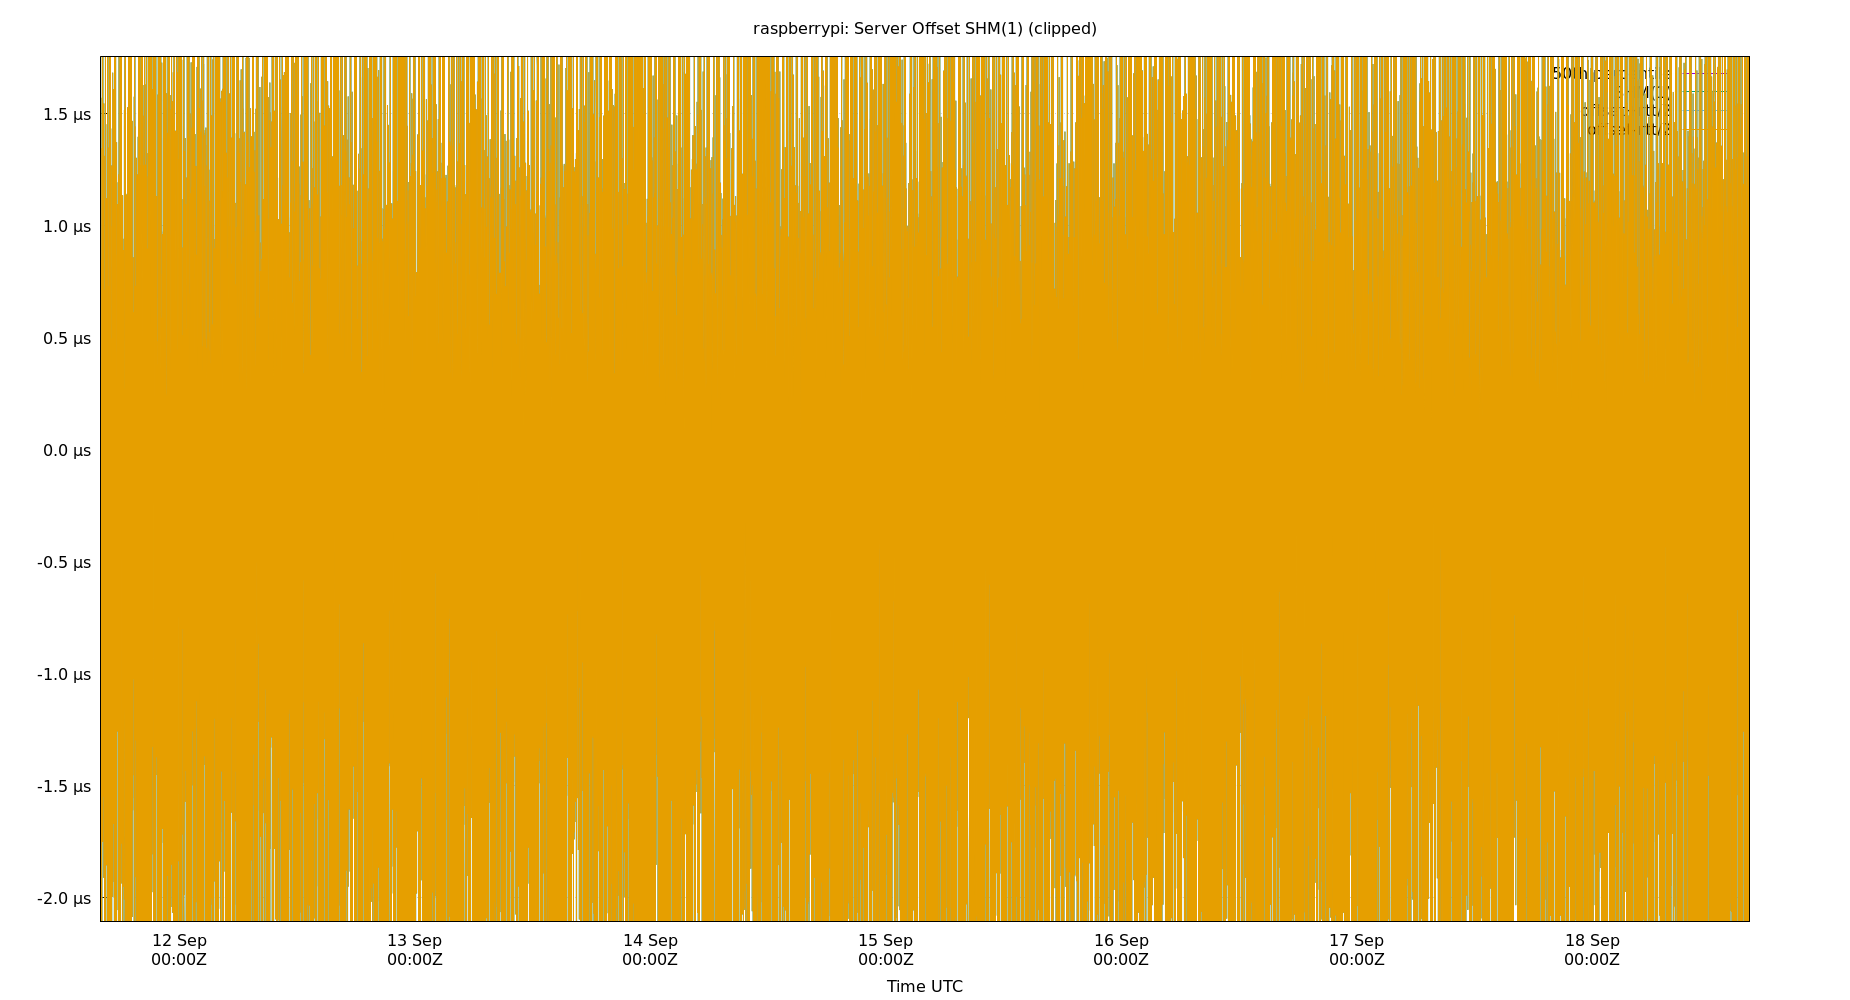 raspberrypi: Server Offset SHM(1) (clipped)
1.5 µs
1.0 µs
0.5 µs
0.0 µs
-0.5 µs
-1.0 µs
-1.5 µs
-2.0 µs
12 Sep 13 Sep 14 Sep 15 Sep 16 Sep 17 Sep 18 Sep
00:00Z 00:00Z 00:00Z 00:00Z 00:00Z 00:00Z 00:00Z
Time UTC